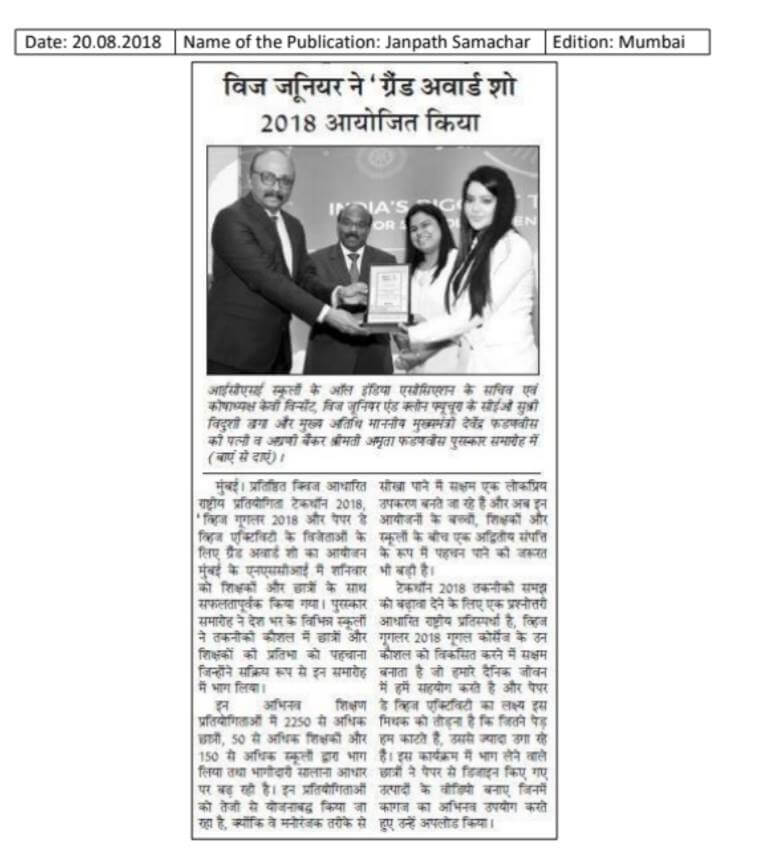 Date: 20.08.2018 Name of the Publication: Janpath Samachar Edition: Mumbai
विज जूनियर ने 'ग्रैंड अवार्ड शो
2018 आयोजित किया
INDIA'S BIGG T
OR S EN
आईसीएसई स्कूलों के ऑल इंडिया एसोसिएशन के सचिव एवं
कोषाध्यक्ष केवी विन्सेंट, विज जूनियर एंड क्लोन फ्यूचुरा के सीईओ सुश्री
विदुशी डागा और मुख्य अतिथि माननीय मुख्यमंत्री देवेंद्र फडणवीस
की पत्नी व अग्रणी बैंकर श्रीमती अमृता फडणवीस पुरस्कार समारोह में
(बाएं से दाएं)।
मुंबई। प्रतिष्ठित क्विज आधारित
राष्ट्रीय प्रतियोगिता टेकथॉन 2018,
'व्हिज गूगलर 2018 और पेपर डे
व्हिज एक्टिविटी के विजेताओं के
लिए ग्रैंड अवार्ड शो का आयोजन
मुंबई के एनएससीआई में शनिवार
को शिक्षकों और छात्रों के साथ
सफलतापूर्वक किया गया। पुरस्कार
समारोह ने देश भर के विभिन्न स्कूलों
ने तकनीकी कौशल में छात्रों और
शिक्षकों की प्रतिभा को पहचाना
जिन्होंने सक्रिय रूप से इन समारोह
में भाग लिया।
इन अभिनव शिक्षण
प्रतियोगिताओं में 2250 से अधिक
छात्रों, 50 से अधिक शिक्षकों और
150 से अधिक स्कूलों द्वारा भाग
लिया तथा भागीदारी सालाना आधार
पर बढ़ रही है। इन प्रतियोगिताओं
को तेजी से योजनाबद्ध किया जा
रहा है, क्योंकि वे मनोरंजक तरीके से
सीखा पाने में सक्षम एक लोकप्रिय
उपकरण बनते जा रहे हैं और अब इन
आयोजनों के बच्चों, शिक्षकों और
स्कूलों के बीच एक अद्वितीय संपत्ति
के रूप में पहचान पाने की जरूरत
भी बढ़ी है।
टेकथॉन 2018 तकनीकी समझ
को बढ़ावा देने के लिए एक प्रश्नोत्तरी
आधारित राष्ट्रीय प्रतिस्पर्धा है, व्हिज
गूगलर 2018 गूगल कोर्सेज के उन
कौशल को विकसित करने में सक्षम
बनाता है जो हमारे दैनिक जीवन
में हमें सहयोग करते है और पेपर
डे व्हिज एक्टिविटी का लक्ष्य इस
मिथक को तोड़ना है कि जितने पेड़
हम काटते हैं, उससे ज्यादा उगा रहे
हैं। इस कार्यक्रम में भाग लेने वाले
छात्रों ने पेपर से डिजाइन किए गए
उत्पादों के वीडियो बनाए जिनमें
कागज का अभिनव उपयोग करते
हुए उन्हें अपलोड किया।